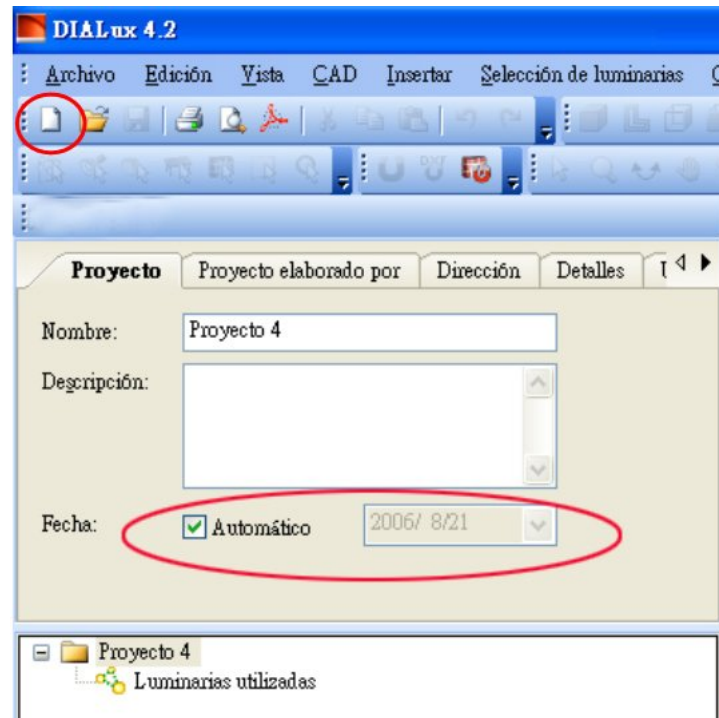 DIALux 4.2
Archivo Edición Vista CAD Insertar Selección de luminarias
Proyecto Proyecto elaborado por Dirección Detalles
Nombre: Proyecto 4
Descripción:
Fecha: Automático 2006/ 8/21
Proyecto 4
Luminarias utilizadas